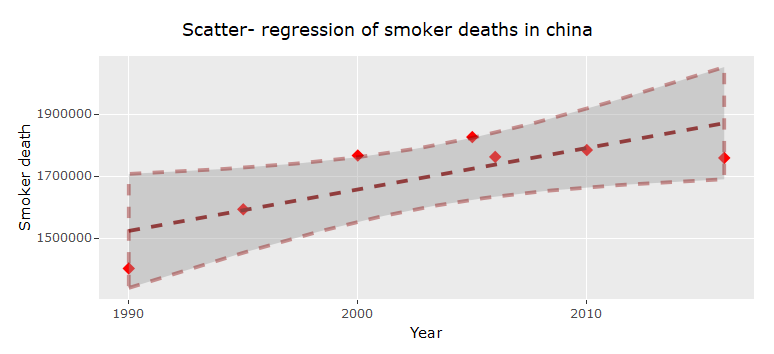 Scatter- regression of smoker deaths in china
Smoker death
1900000
1700000
1500000
1990 2000 2010
Year